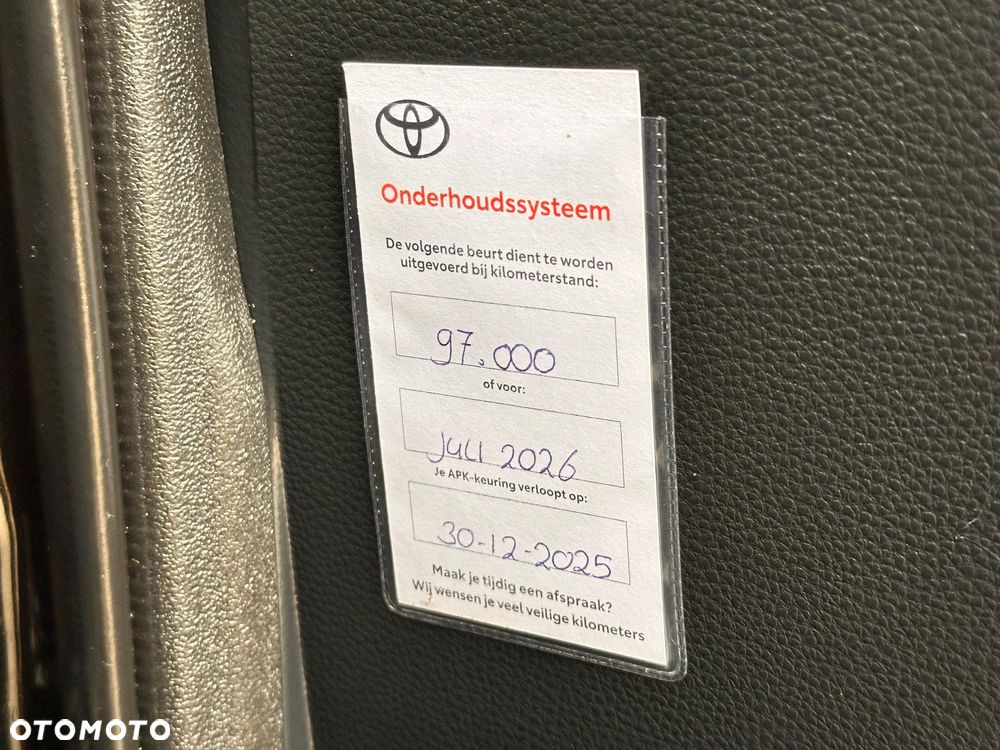 Onderhoudssysteem
De volgende beurt dient te worden
uitgevoerd bij kilometerstand:
97.000
of voor:
juli 2026
Je APK-keuring verloopt op:
30-12-2025
Maak je tijdig een afspraak?
Wij wensen je veel veilige kilometers
OTOMOTO